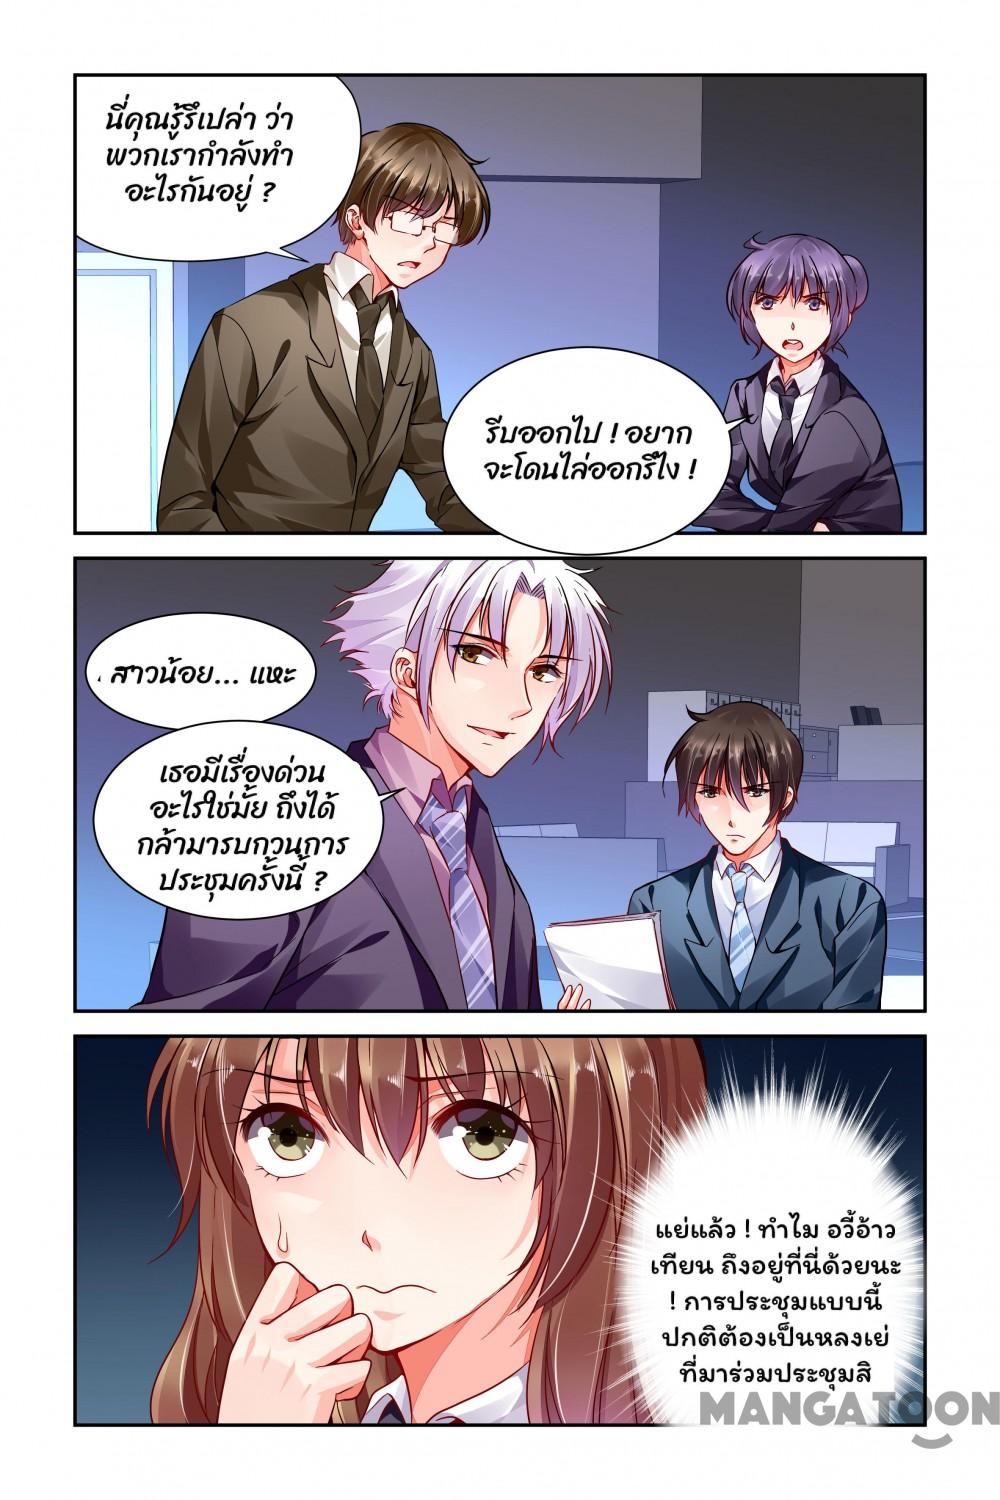 นี่คุณรู้รึเปล่า ว่า
พวกเรากำลังทำ
อะไรกันอยู่ ?
รีบออกไป ! อยาก
จะโดนไล่ออกรึไง !
สาวน้อย... แหะ
เธอมีเรื่องด่วน
อะไรใช่มั้ย ถึงได้
กล้ามารบกวนการ
ประชุมครั้งนี้ ?
แย่แล้ว ! ทำไม อวี้อ้าว
เทียน ถึงอยู่ที่นี่ด้วยนะ
! การประชุมแบบนี้
ปกติต้องเป็นหลงเย่
ที่มาร่วมประชุมสิ
MANGATOON